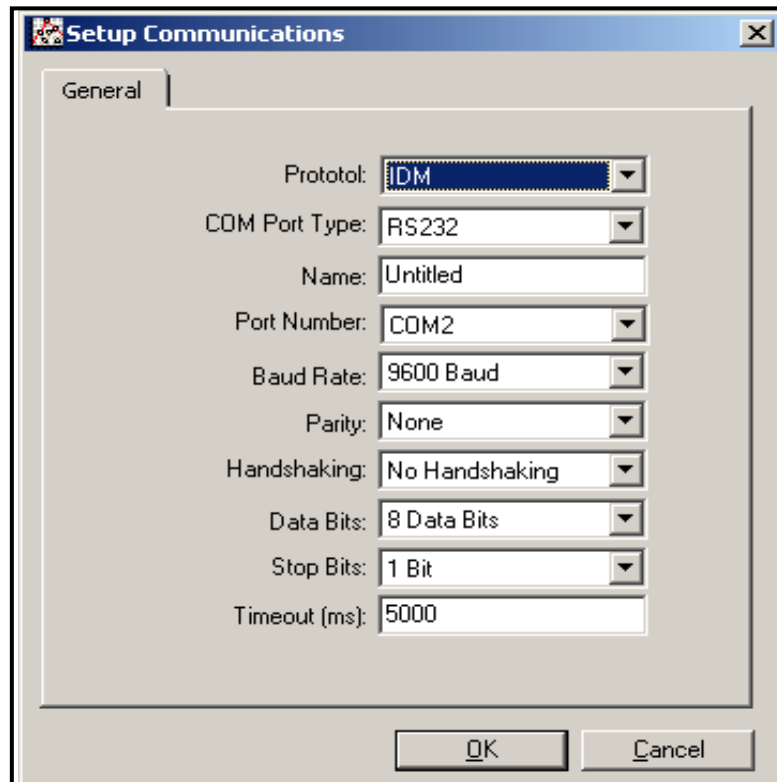 Setup Communications
General
Prototol: IDM
COM Port Type: RS232
Name: Untitled
Port Number: COM2
Baud Rate: 9600 Baud
Parity: None
Handshaking: No Handshaking
Data Bits: 8 Data Bits
Stop Bits: 1 Bit
Timeout (ms): 5000
OK Cancel